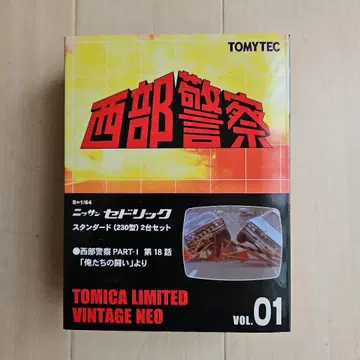 TOMYTEC
西部警察
S=1/64
ニッサン セドリック
スタンダード(230型)2台セット
●西部警察 PART-Ⅰ 第18話
「俺たちの闘い」より
TOMICA LIMITED
VINTAGE NEO
VOL.01